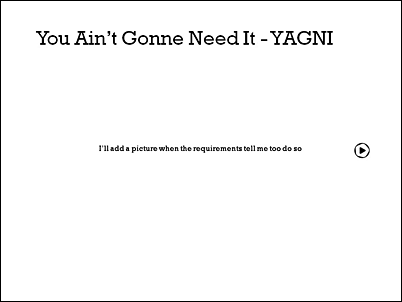 You Ain't Gonne Need It - YAGNI
I'll add a picture when the requirements tell me too do so